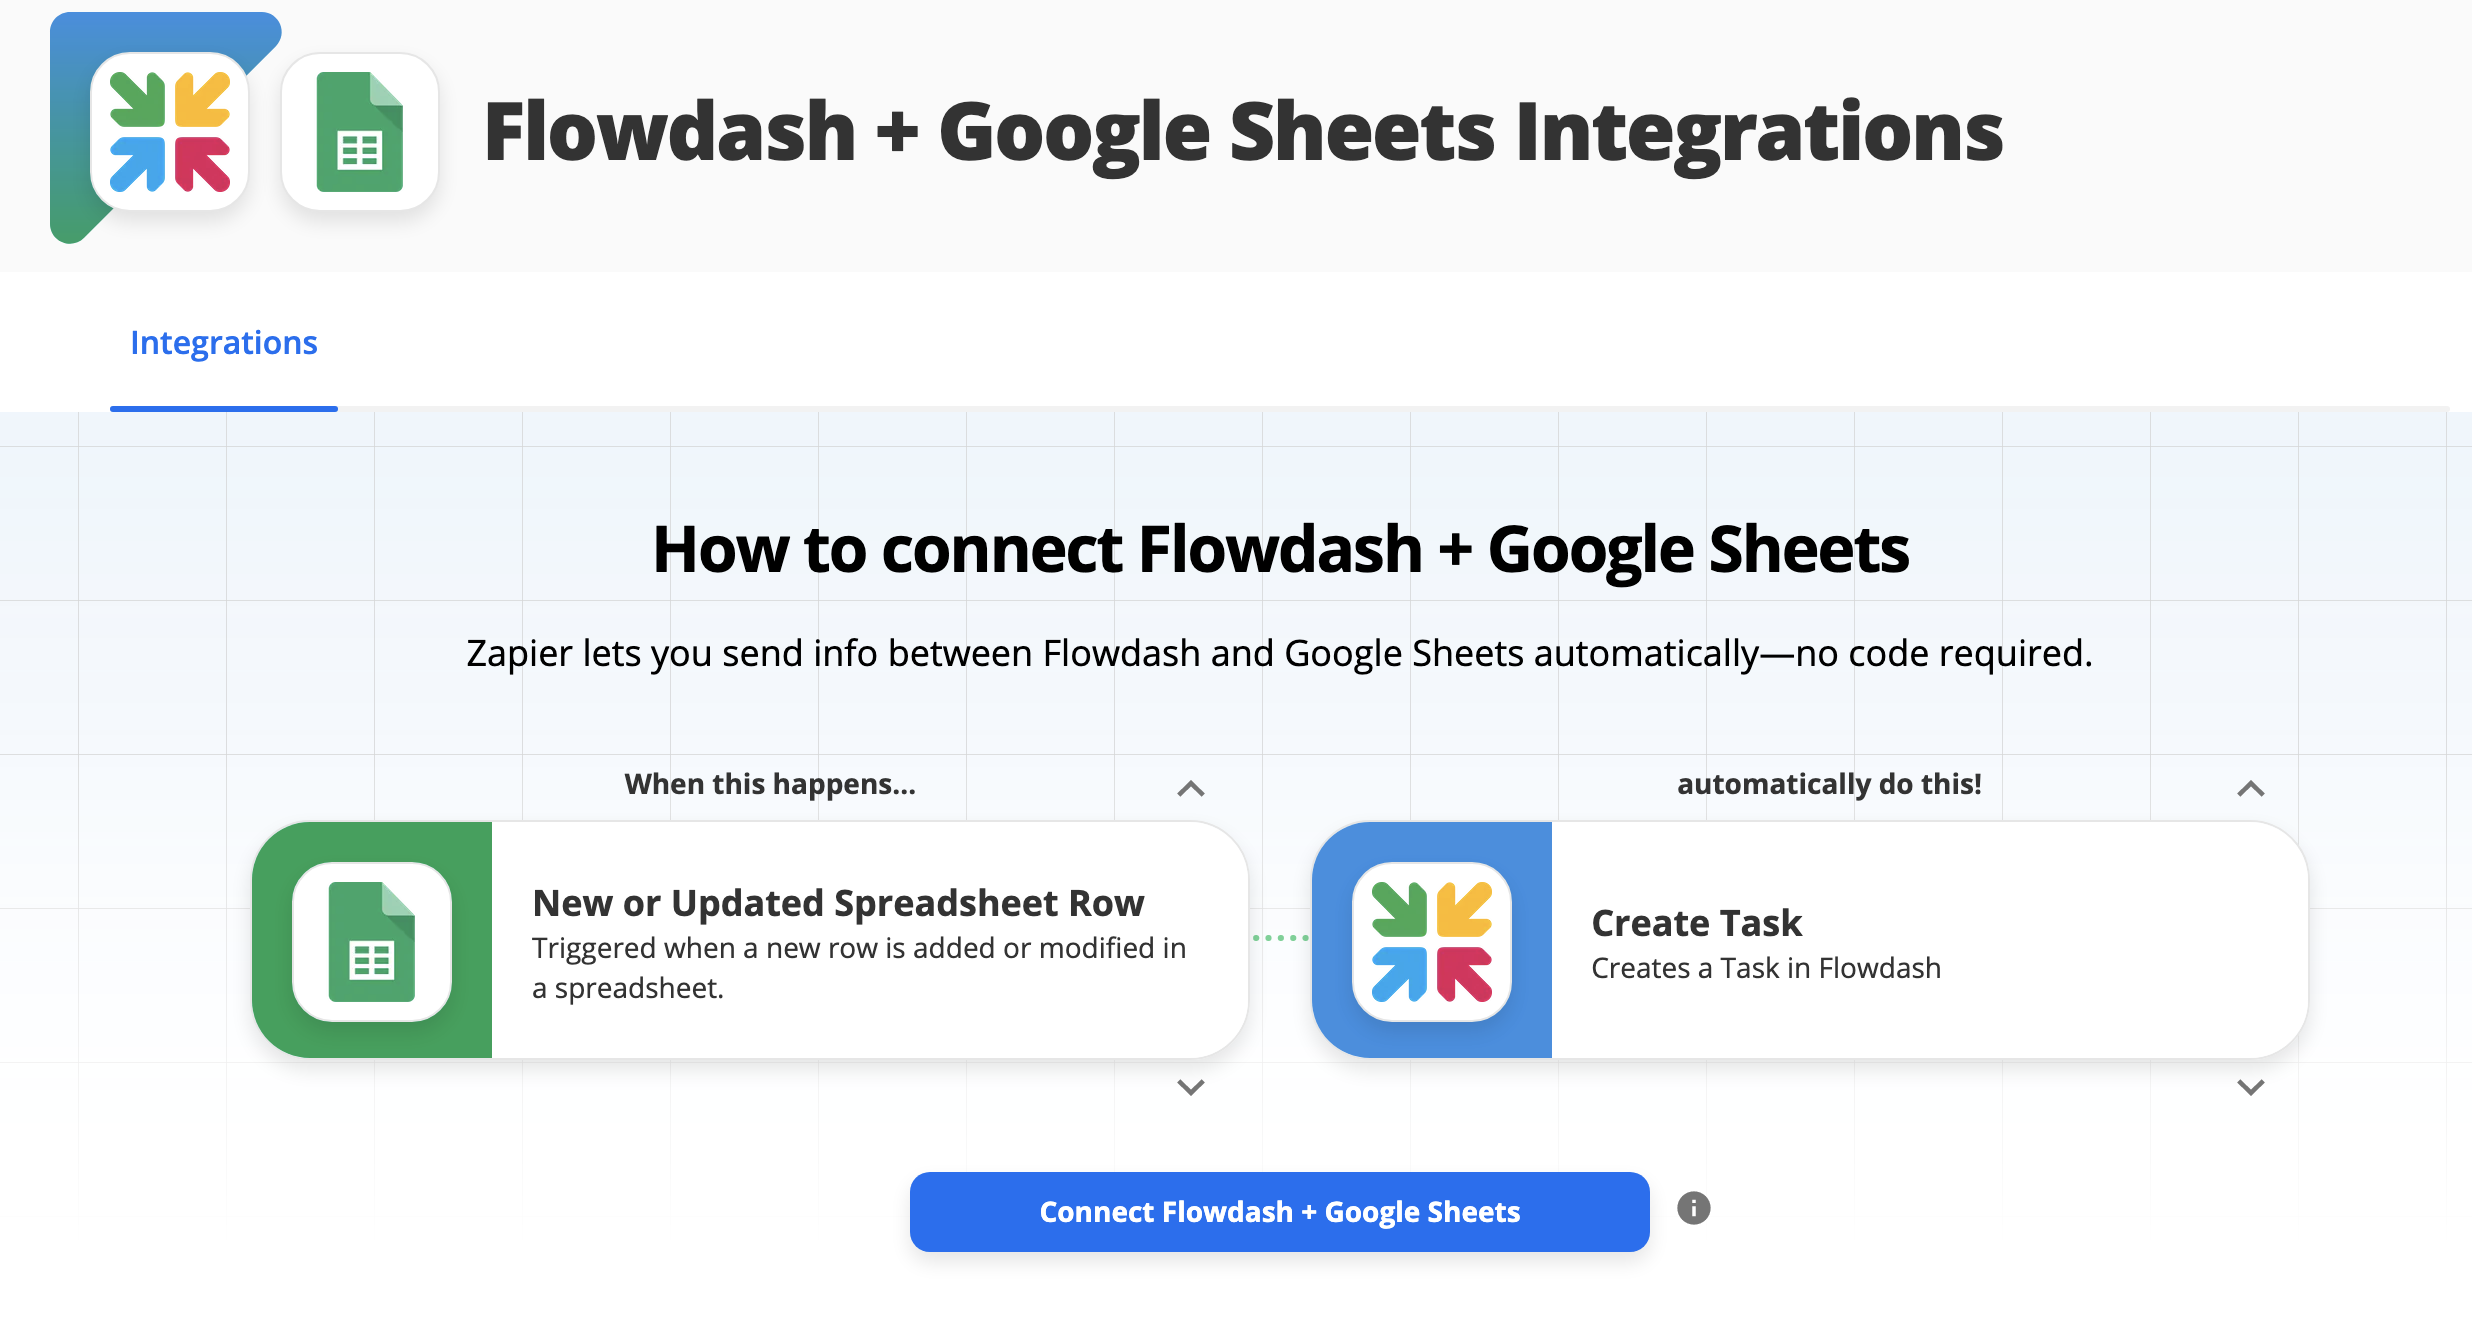 Flowdash + Google Sheets Integrations
Integrations
How to connect Flowdash + Google Sheets
Zapier lets you send info between Flowdash and Google Sheets automatically—no code required.
When this happens...
automatically do this!
New or Updated Spreadsheet Row
Triggered when a new row is added or modified in
a spreadsheet.
Create Task
Creates a Task in Flowdash
Connect Flowdash + Google Sheets